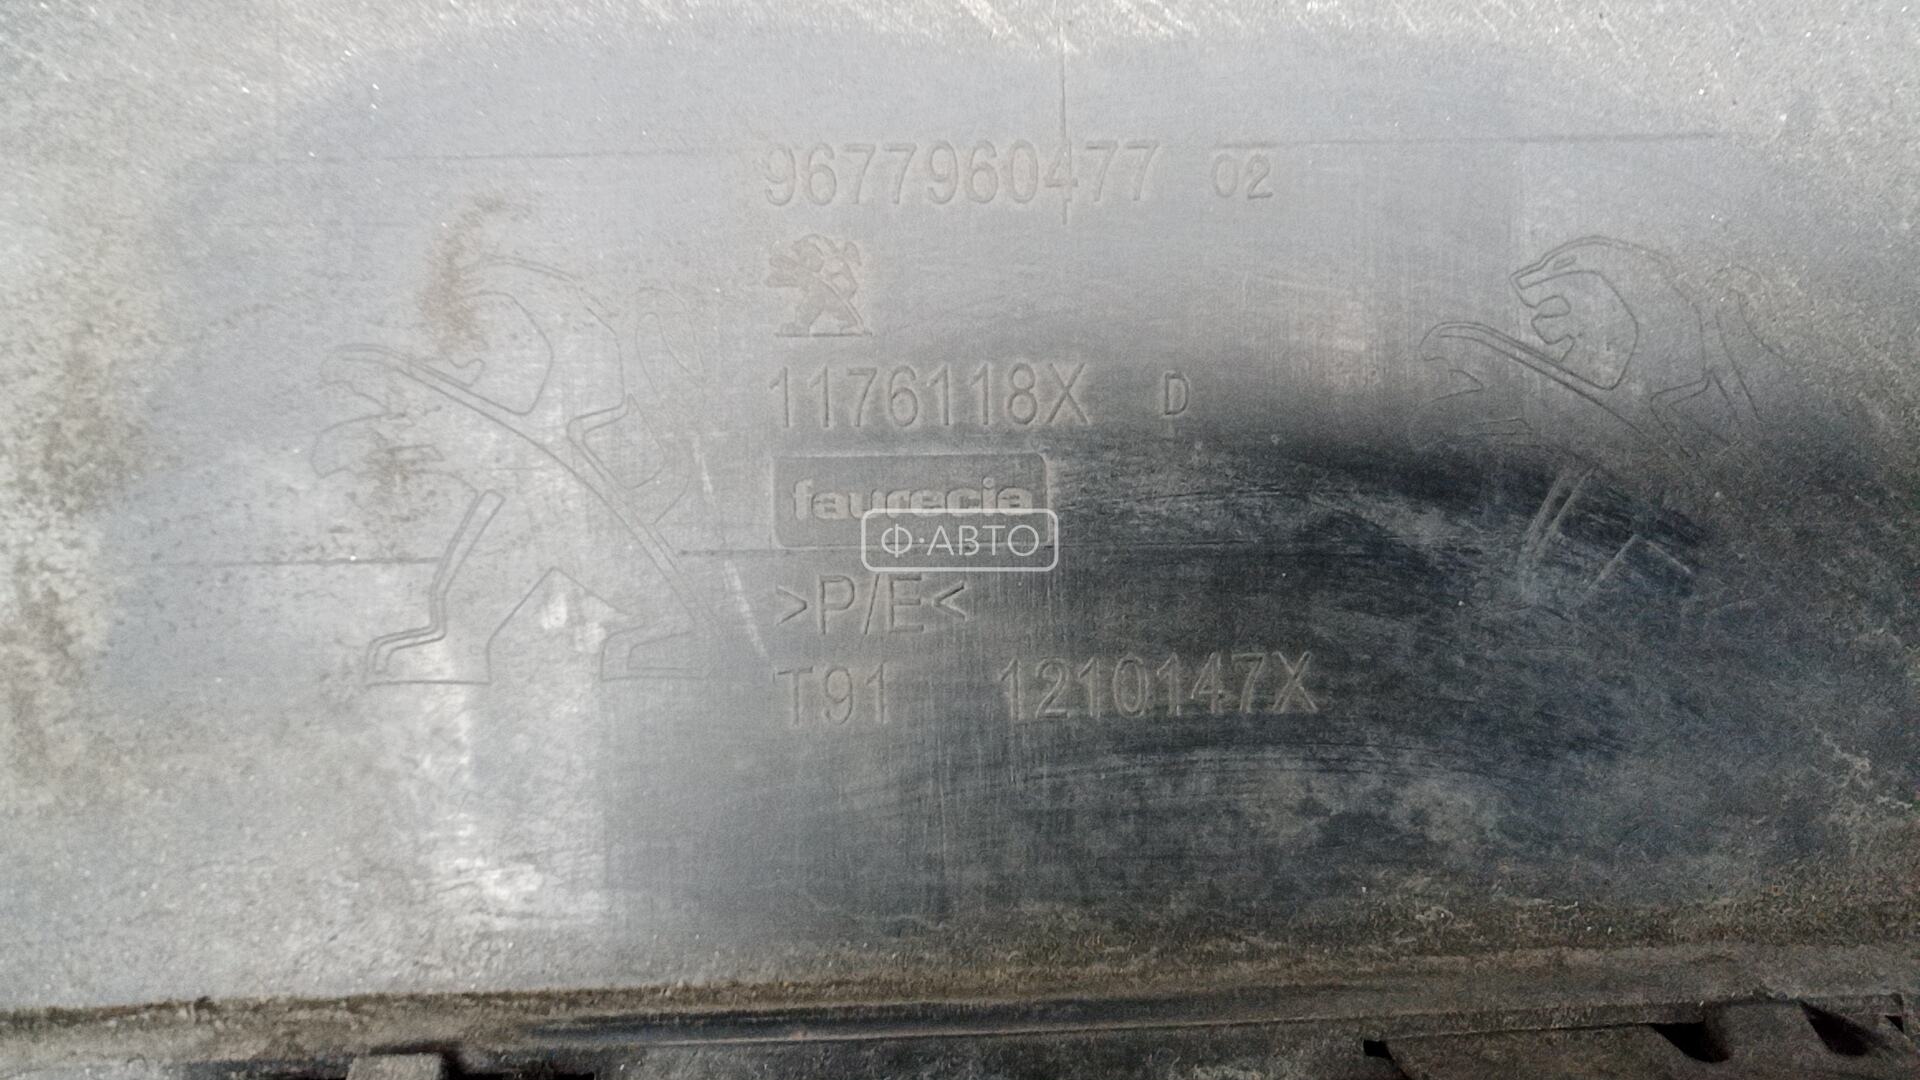 9677960477 02
1176118X D
faurecia
Ф·АВТО
>P/E<
T91 1210147X